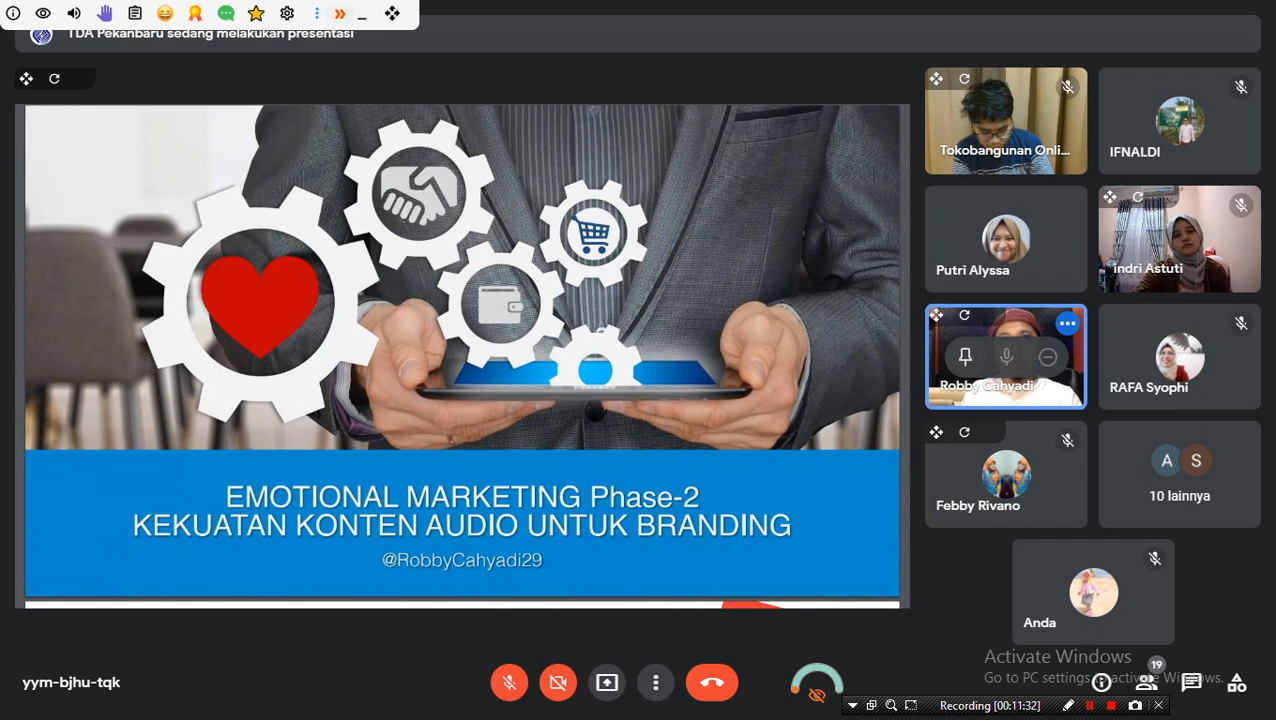 TDA Pekanbaru sedang melakukan presentasi
Tokobangunan Onli...
IFNALDI
Putri Alyssa
indri Astuti
Robby Cahyadi
RAFA Syophi
Febby Rivano
A S
10 lainnya
Anda
EMOTIONAL MARKETING Phase-2
KEKUATAN KONTEN AUDIO UNTUK BRANDING
@RobbyCahyadi29
Activate Windows
Go to PC settings to activate Windows.
yym-bjhu-tqk
19
Recording [00:11:32]